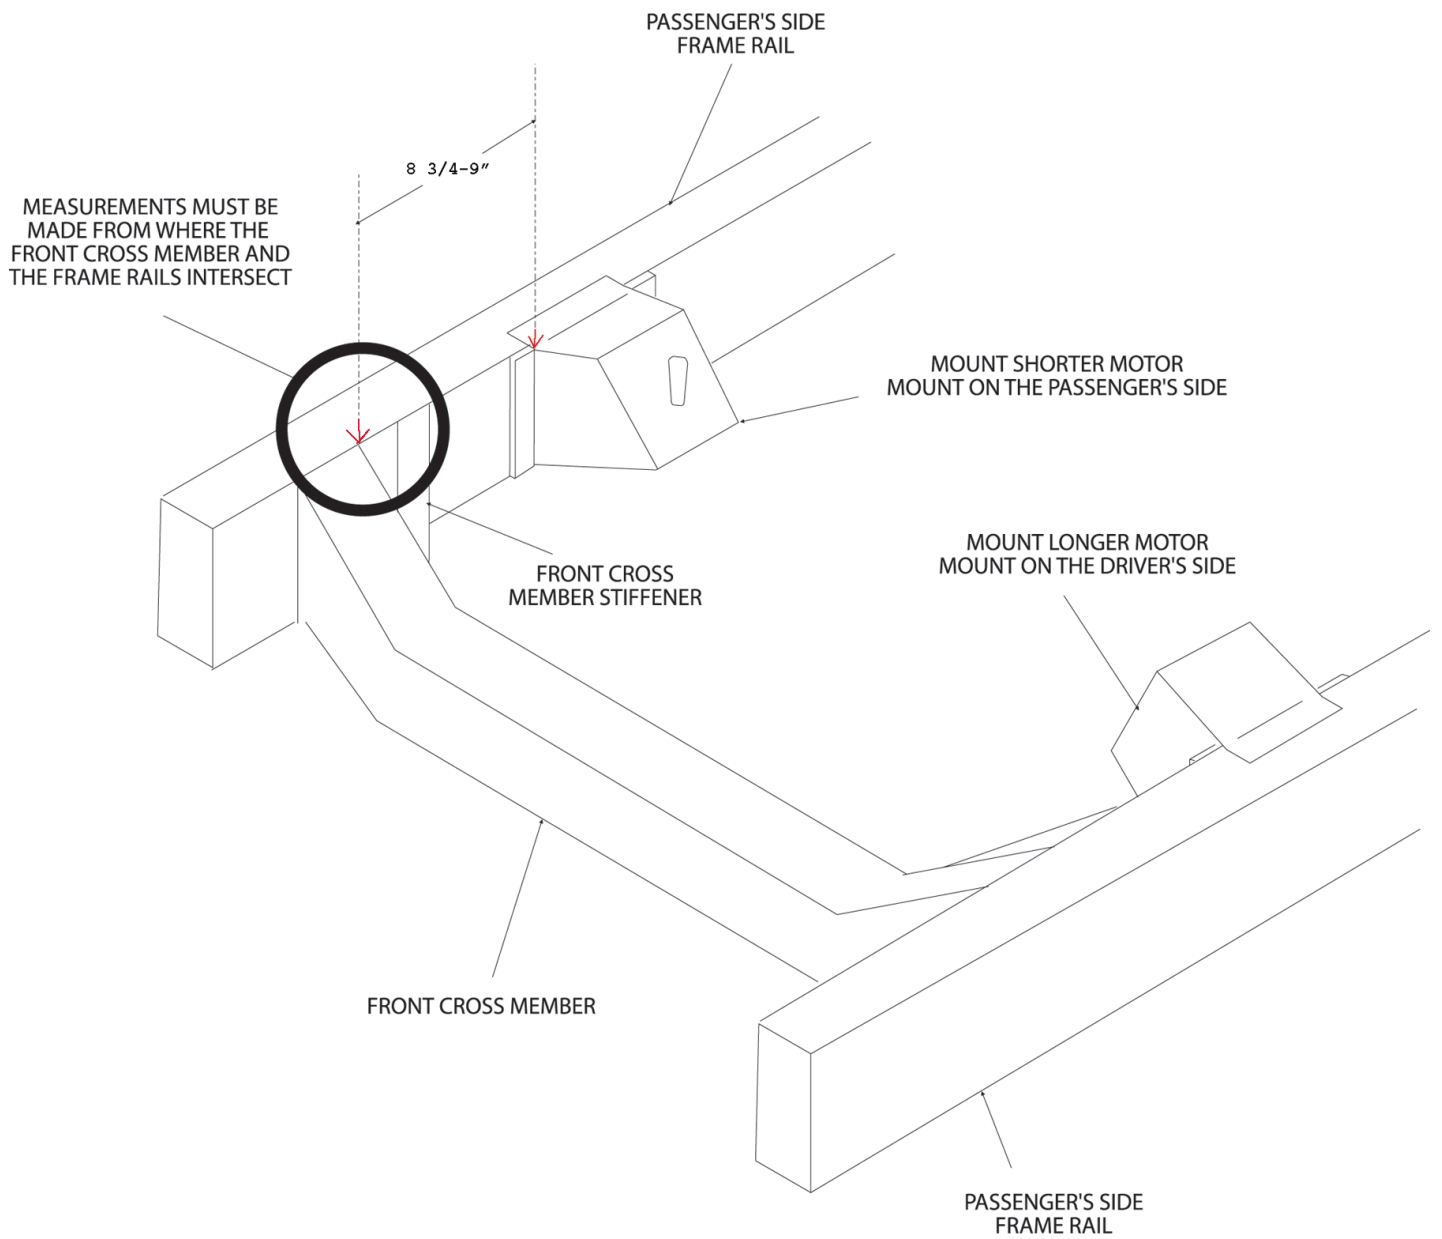 PASSENGER'S SIDE
FRAME RAIL
8 3/4-9"
MEASUREMENTS MUST BE
MADE FROM WHERE THE
FRONT CROSS MEMBER AND
THE FRAME RAILS INTERSECT
MOUNT SHORTER MOTOR
MOUNT ON THE PASSENGER'S SIDE
FRONT CROSS
MEMBER STIFFENER
MOUNT LONGER MOTOR
MOUNT ON THE DRIVER'S SIDE
FRONT CROSS MEMBER
PASSENGER'S SIDE
FRAME RAIL